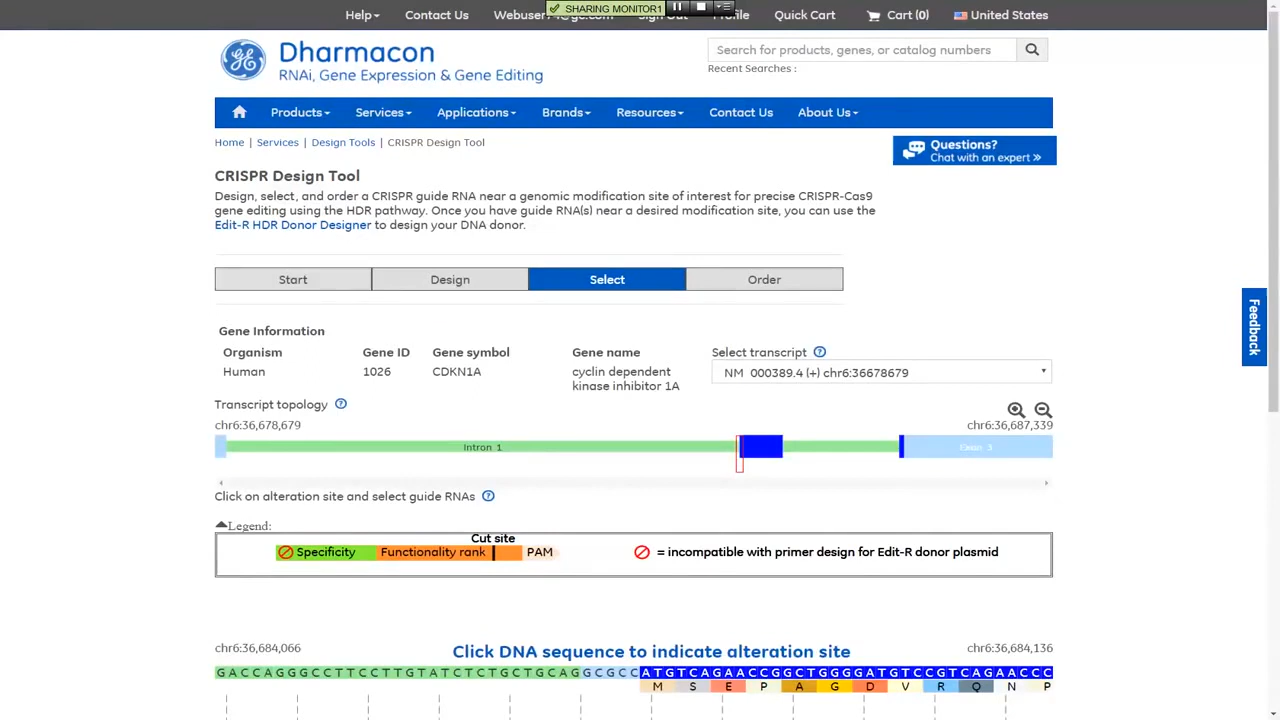 SHARING MONITOR1
Help Contact Us Sign Out Quick Cart Cart (0) United States
Dharmacon
RNAi, Gene Expression & Gene Editing
Search for products, genes, or catalog numbers
Recent Searches :
Products Services Applications Brands Resources Contact Us About Us
Home | Services | Design Tools | CRISPR Design Tool
Questions?
Chat with an expert »
CRISPR Design Tool
Design, select, and order a CRISPR guide RNA near a genomic modification site of interest for precise CRISPR-Cas9
gene editing using the HDR pathway. Once you have guide RNA(s) near a desired modification site, you can use the
Edit-R HDR Donor Designer to design your DNA donor.
Start Design Select Order
Feedback
Gene Information
Organism Gene ID Gene symbol Gene name Select transcript ?
Human 1026 CDKN1A cyclin dependent NM_000389.4 (+) chr6:36678679
kinase inhibitor 1A
Transcript topology ?
chr6:36,678,679 chr6:36,687,339
Intron 1 Exon 3
Click on alteration site and select guide RNAs ?
Legend:
Cut site
Specificity Functionality rank PAM = incompatible with primer design for Edit-R donor plasmid
chr6:36,684,066 Click DNA sequence to indicate alteration site chr6:36,684,136
GACCAGGGCCTTCCTTGTATCTCTGCTGCAGGCGCCATGTCAGAACCGGCTGGGGATGTCCGTCAGAACCC
M S E P A G D V R Q N P